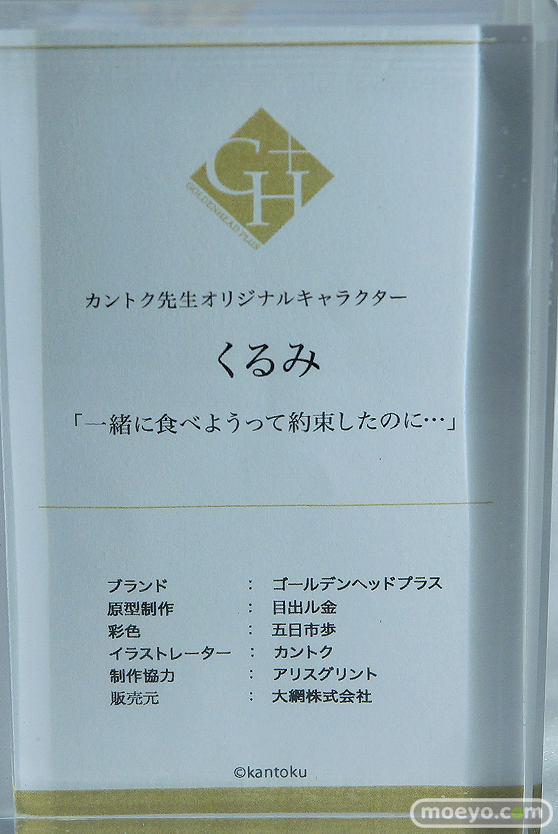 GH+
GOLDENHEAD PLUS
カントク先生オリジナルキャラクター
くるみ
「一緒に食べようって約束したのに…」
ブランド ： ゴールデンヘッドプラス
原型制作 ： 目出ル金
彩色 ： 五日市歩
イラストレーター ： カントク
制作協力 ： アリスグリント
販売元 ： 大網株式会社
©kantoku
moeyo.com